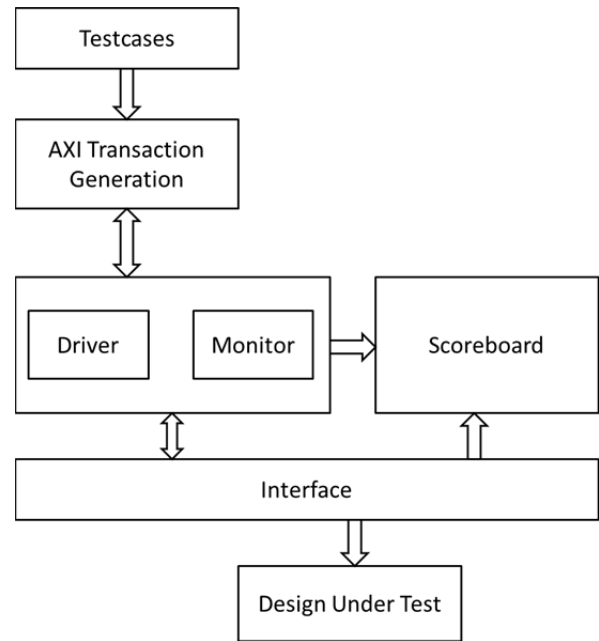 Testcases
AXI Transaction
Generation
Driver
Monitor
Scoreboard
Interface
Design Under Test